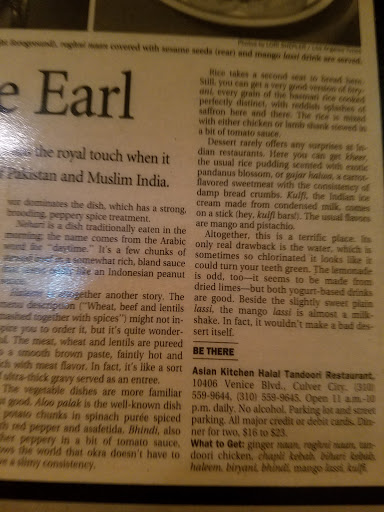 Photos by LORI SHEPLER / Los Angeles Times
(foreground), roghni naan covered with sesame seeds (rear) and mango lassi drink are served.
e Earl
the royal touch when it
Pakistan and Muslim India.
dominates the dish, which has a strong,
brooding, peppery spice treatment.
Nehari is a dish traditionally eaten in the
morning; the name comes from the Arabic
word for "daytime." It's a few chunks of
in a somewhat rich, bland sauce
like an Indonesian peanut
together another story. The
description ("Wheat, beef and lentils
together with spices") might not in-
spire you to order it, but it's quite wonder-
ful. The meat, wheat and lentils are pureed
a smooth brown paste, faintly hot and
with meat flavor. In fact, it's like a sort
of ultra-thick gravy served as an entree.
The vegetable dishes are more familiar
good. Aloo palak is the well-known dish
potato chunks in spinach puree spiced
with red pepper and asafetida. Bhindi, also
peppery in a bit of tomato sauce,
shows the world that okra doesn't have to
have a slimy consistency.
Rice takes a second seat to bread here.
Still, you can get a very good version of biry-
ani, every grain of the basmati rice cooked
perfectly distinct, with reddish splashes of
saffron here and there. The rice is mixed
with either chicken or lamb shank stewed in
a bit of tomato sauce.
Dessert rarely offers any surprises at In-
dian restaurants. Here you can get kheer,
the usual rice pudding scented with exotic
pandanus blossom, or gajar halwa, a carrot-
flavored sweetmeat with the consistency of
damp bread crumbs. Kulfi, the Indian ice
cream made from condensed milk, comes
on a stick (hey, kulfi bars!). The usual flavors
are mango and pistachio.
Altogether, this is a terrific place. Its
only real drawback is the water, which is
sometimes so chlorinated it looks like it
could turn your teeth green. The lemonade
is odd, too—it seems to be made from
dried limes—but both yogurt-based drinks
are good. Beside the slightly sweet plain
lassi, the mango lassi is almost a milk-
shake. In fact, it wouldn't make a bad des-
sert itself.
BE THERE
Asian Kitchen Halal Tandoori Restaurant,
10406 Venice Blvd., Culver City. (310)
559-9644, (310) 559-9645. Open 11 a.m.-10
p.m. daily. No alcohol. Parking lot and street
parking. All major credit or debit cards. Din-
ner for two, $16 to $23.
What to Get: ginger naan, roghni naan, tan-
doori chicken, chapli kebab, bihari kebab,
haleem, biryani, bhindi, mango lassi, kulfi.